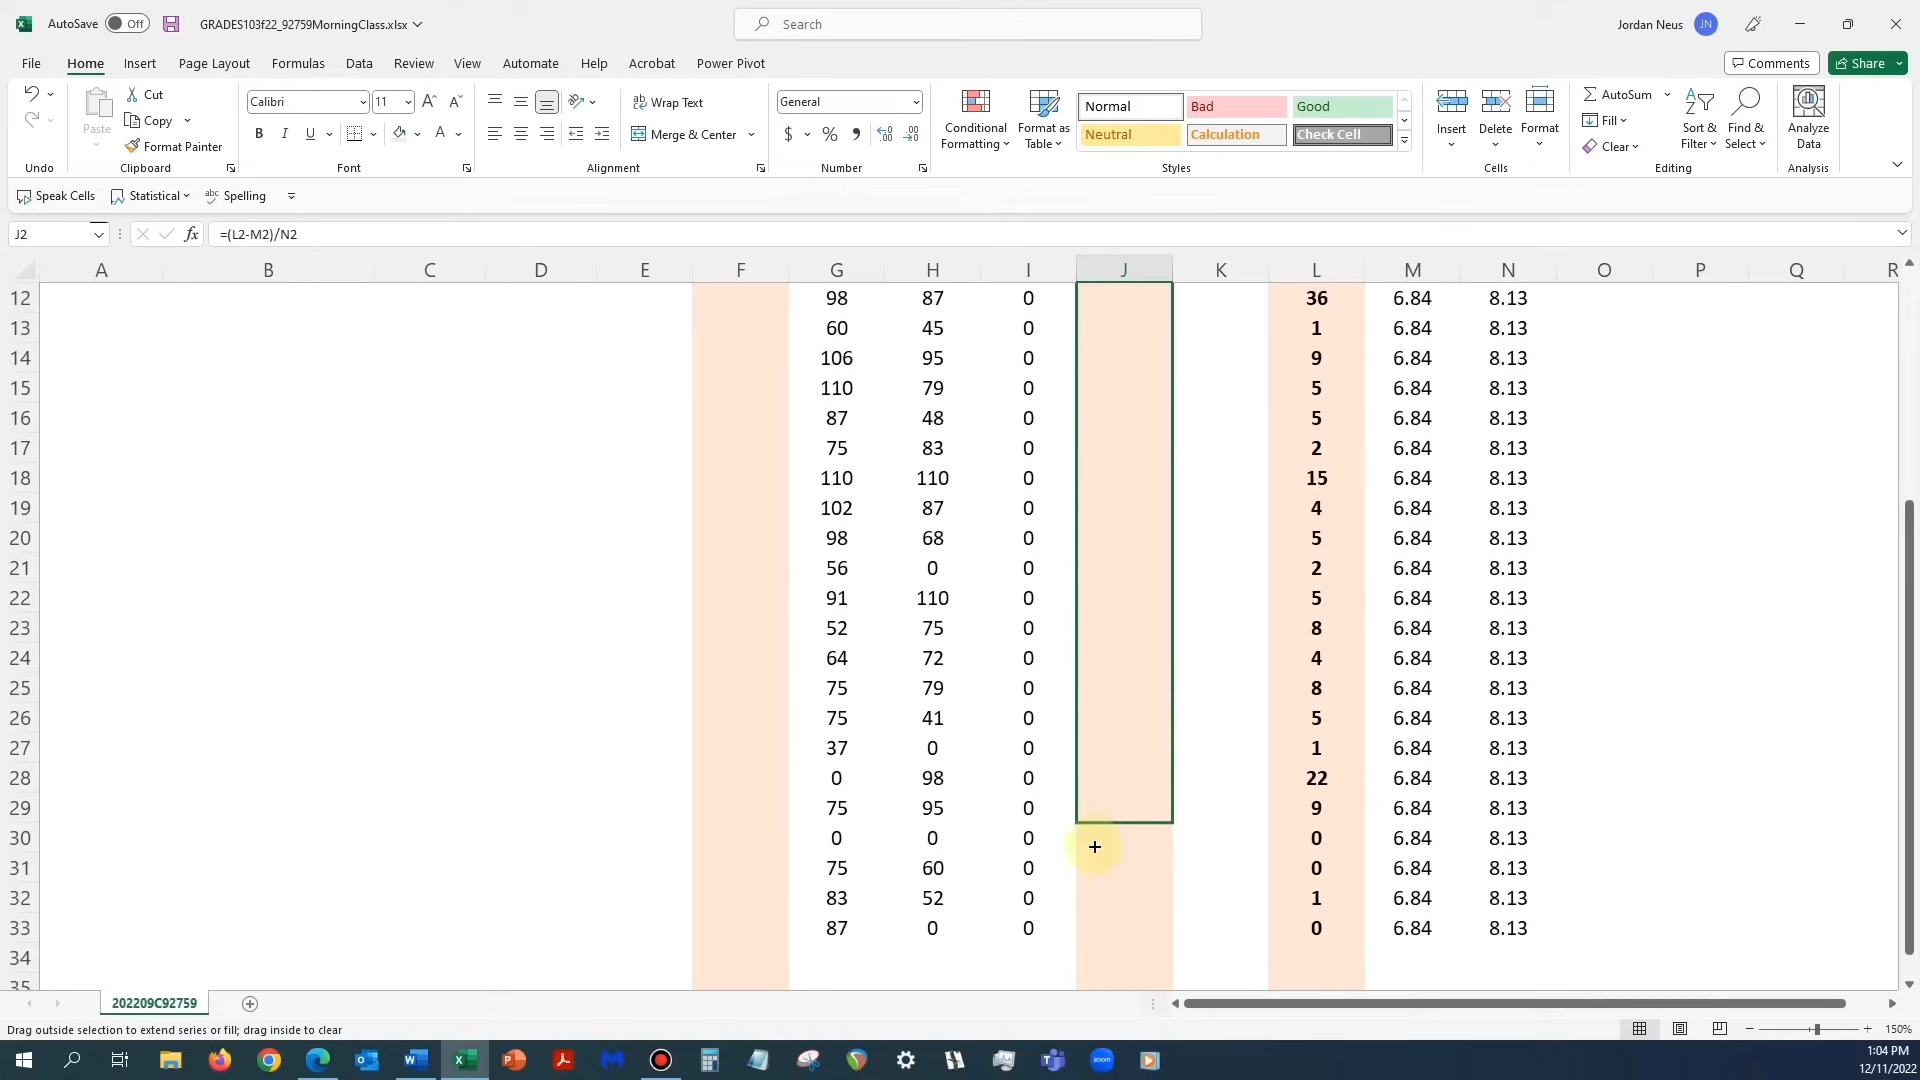 AutoSave Off GRADES103f22_92759MorningClass.xlsx Search Jordan Neus JN
File Home Insert Page Layout Formulas Data Review View Automate Help Acrobat Power Pivot Comments Share
Cut Calibri 11 Wrap Text General Normal Bad Good AutoSum
Paste Copy Conditional Formatting Format as Table Insert Delete Format Fill Sort & Filter Find & Select Analyze Data
Format Painter B I U A Merge & Center $ % Neutral Calculation Check Cell Clear
Undo Clipboard Font Alignment Number Styles Cells Editing Analysis
Speak Cells Statistical abc Spelling
J2 fx =(L2-M2)/N2
A B C D E F G H I J K L M N O P Q R
12 98 87 0 36 6.84 8.13
13 60 45 0 1 6.84 8.13
14 106 95 0 9 6.84 8.13
15 110 79 0 5 6.84 8.13
16 87 48 0 5 6.84 8.13
17 75 83 0 2 6.84 8.13
18 110 110 0 15 6.84 8.13
19 102 87 0 4 6.84 8.13
20 98 68 0 5 6.84 8.13
21 56 0 0 2 6.84 8.13
22 91 110 0 5 6.84 8.13
23 52 75 0 8 6.84 8.13
24 64 72 0 4 6.84 8.13
25 75 79 0 8 6.84 8.13
26 75 41 0 5 6.84 8.13
27 37 0 0 1 6.84 8.13
28 0 98 0 22 6.84 8.13
29 75 95 0 9 6.84 8.13
30 0 0 0 0 6.84 8.13
31 75 60 0 0 6.84 8.13
32 83 52 0 1 6.84 8.13
33 87 0 0 0 6.84 8.13
34
35
202209C92759
Drag outside selection to extend series or fill; drag inside to clear 150%
1:04 PM
12/11/2022